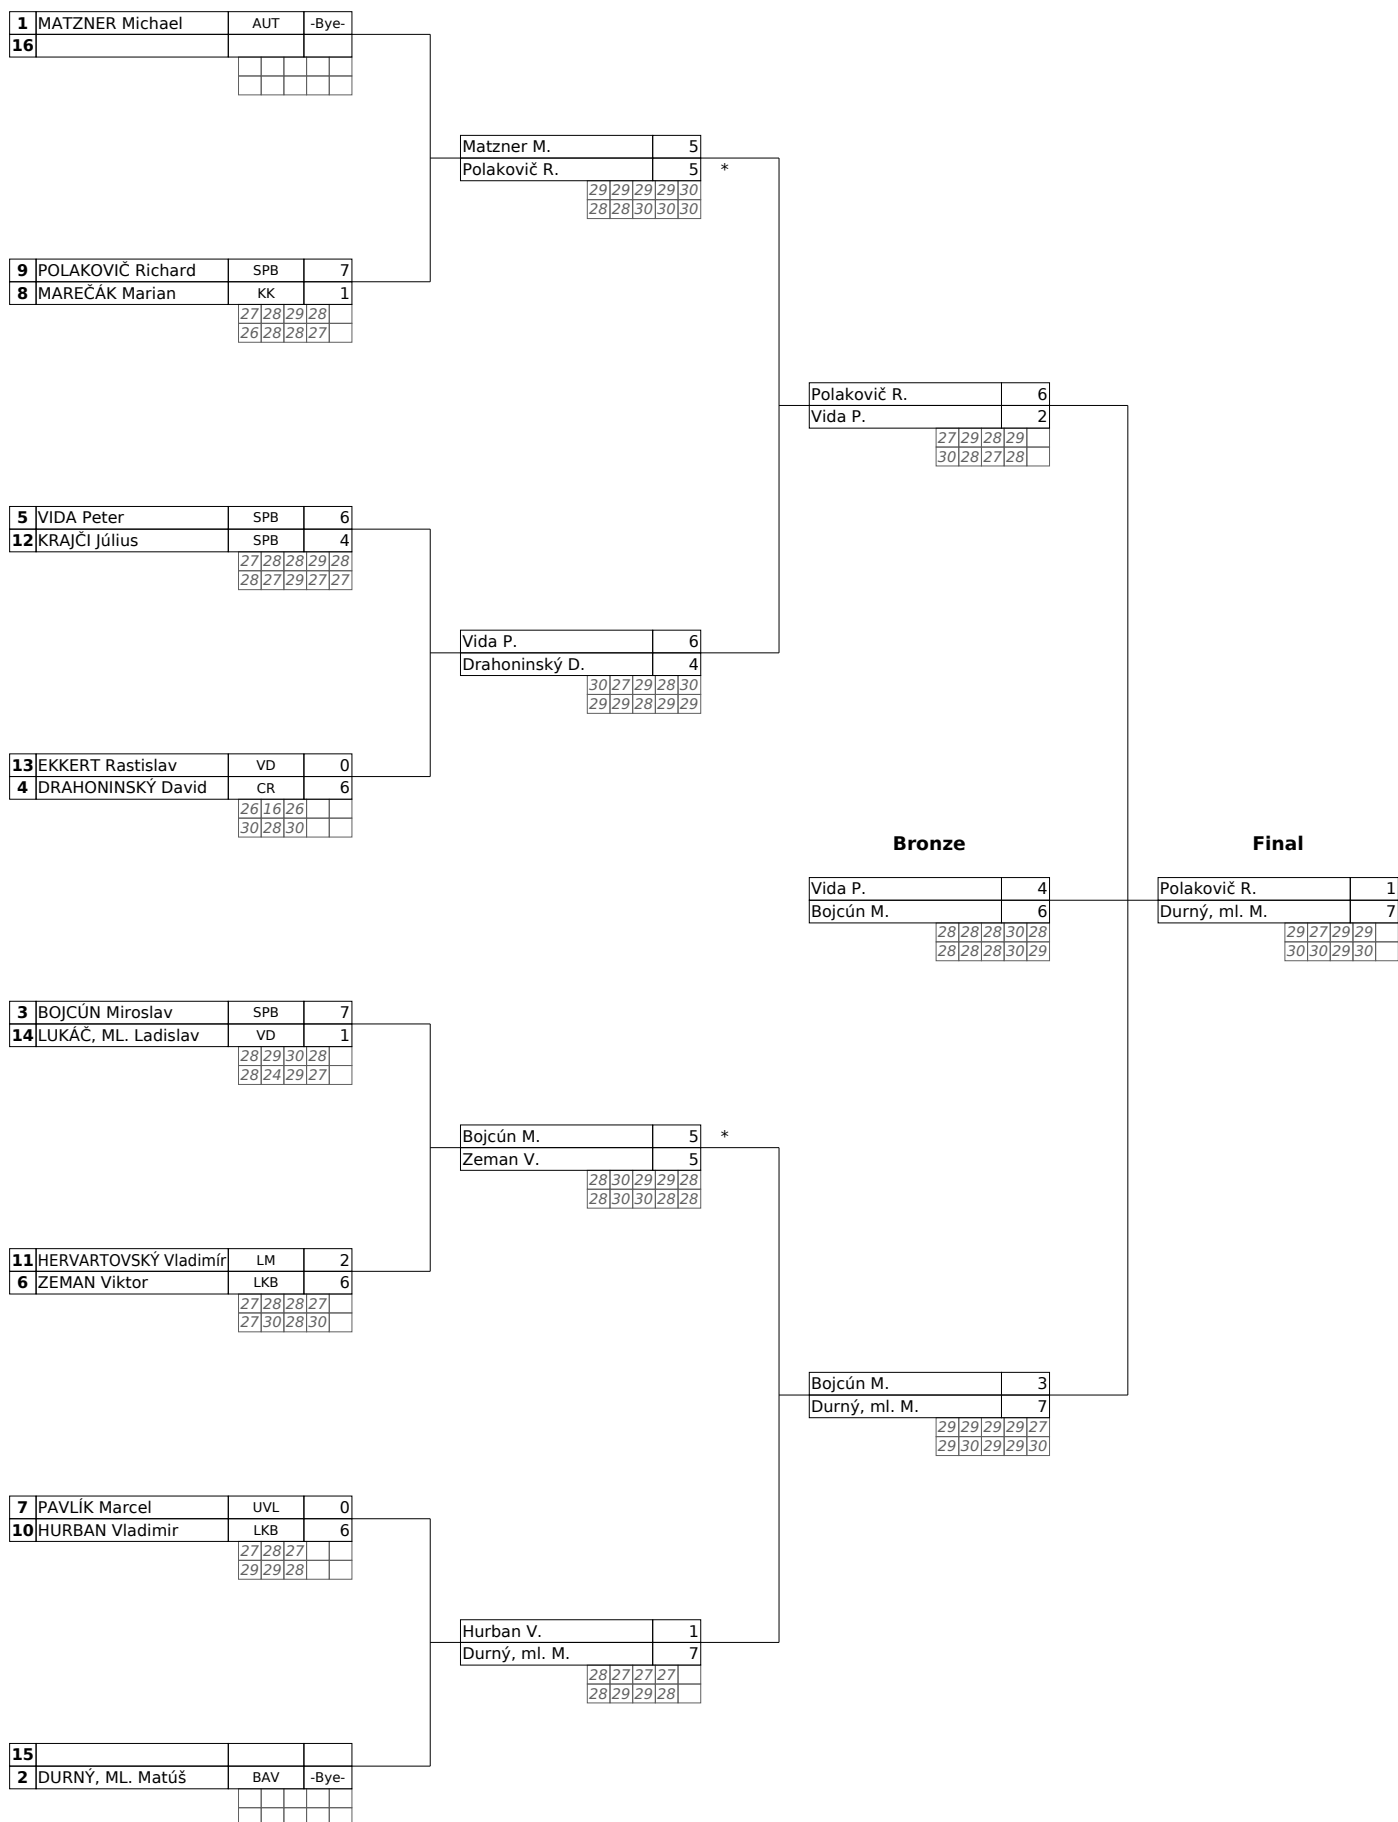 1 MATZNER Michael AUT -Bye-
16
Matzner M. 5
Polakovič R. 5 *
29 29 29 29 30
28 28 30 30 30
9 POLAKOVIČ Richard SPB 7
8 MAREČÁK Marian KK 1
27 28 29 28
26 28 28 27
Polakovič R. 6
Vida P. 2
27 29 28 29
30 28 27 28
5 VIDA Peter SPB 6
12 KRAJČI Július SPB 4
27 28 28 29 28
28 27 29 27 27
Vida P. 6
Drahoninský D. 4
30 27 29 28 30
29 29 28 29 29
13 EKKERT Rastislav VD 0
4 DRAHONINSKÝ David CR 6
26 16 26
30 28 30
Bronze
Vida P. 4
Bojcún M. 6
28 28 28 30 28
28 28 28 30 29
Final
Polakovič R. 1
Durný, ml. M. 7
29 27 29 29
30 30 29 30
3 BOJCÚN Miroslav SPB 7
14 LUKÁČ, ML. Ladislav VD 1
28 29 30 28
28 24 29 27
Bojcún M. 5 *
Zeman V. 5
28 30 29 29 28
28 30 30 28 28
11 HERVARTOVSKÝ Vladimír LM 2
6 ZEMAN Viktor LKB 6
27 28 28 27
27 30 28 30
Bojcún M. 3
Durný, ml. M. 7
29 29 29 29 27
29 30 29 29 30
7 PAVLÍK Marcel UVL 0
10 HURBAN Vladimir LKB 6
27 28 27
29 29 28
Hurban V. 1
Durný, ml. M. 7
28 27 27 27
28 29 29 28
15
2 DURNÝ, ML. Matúš BAV -Bye-